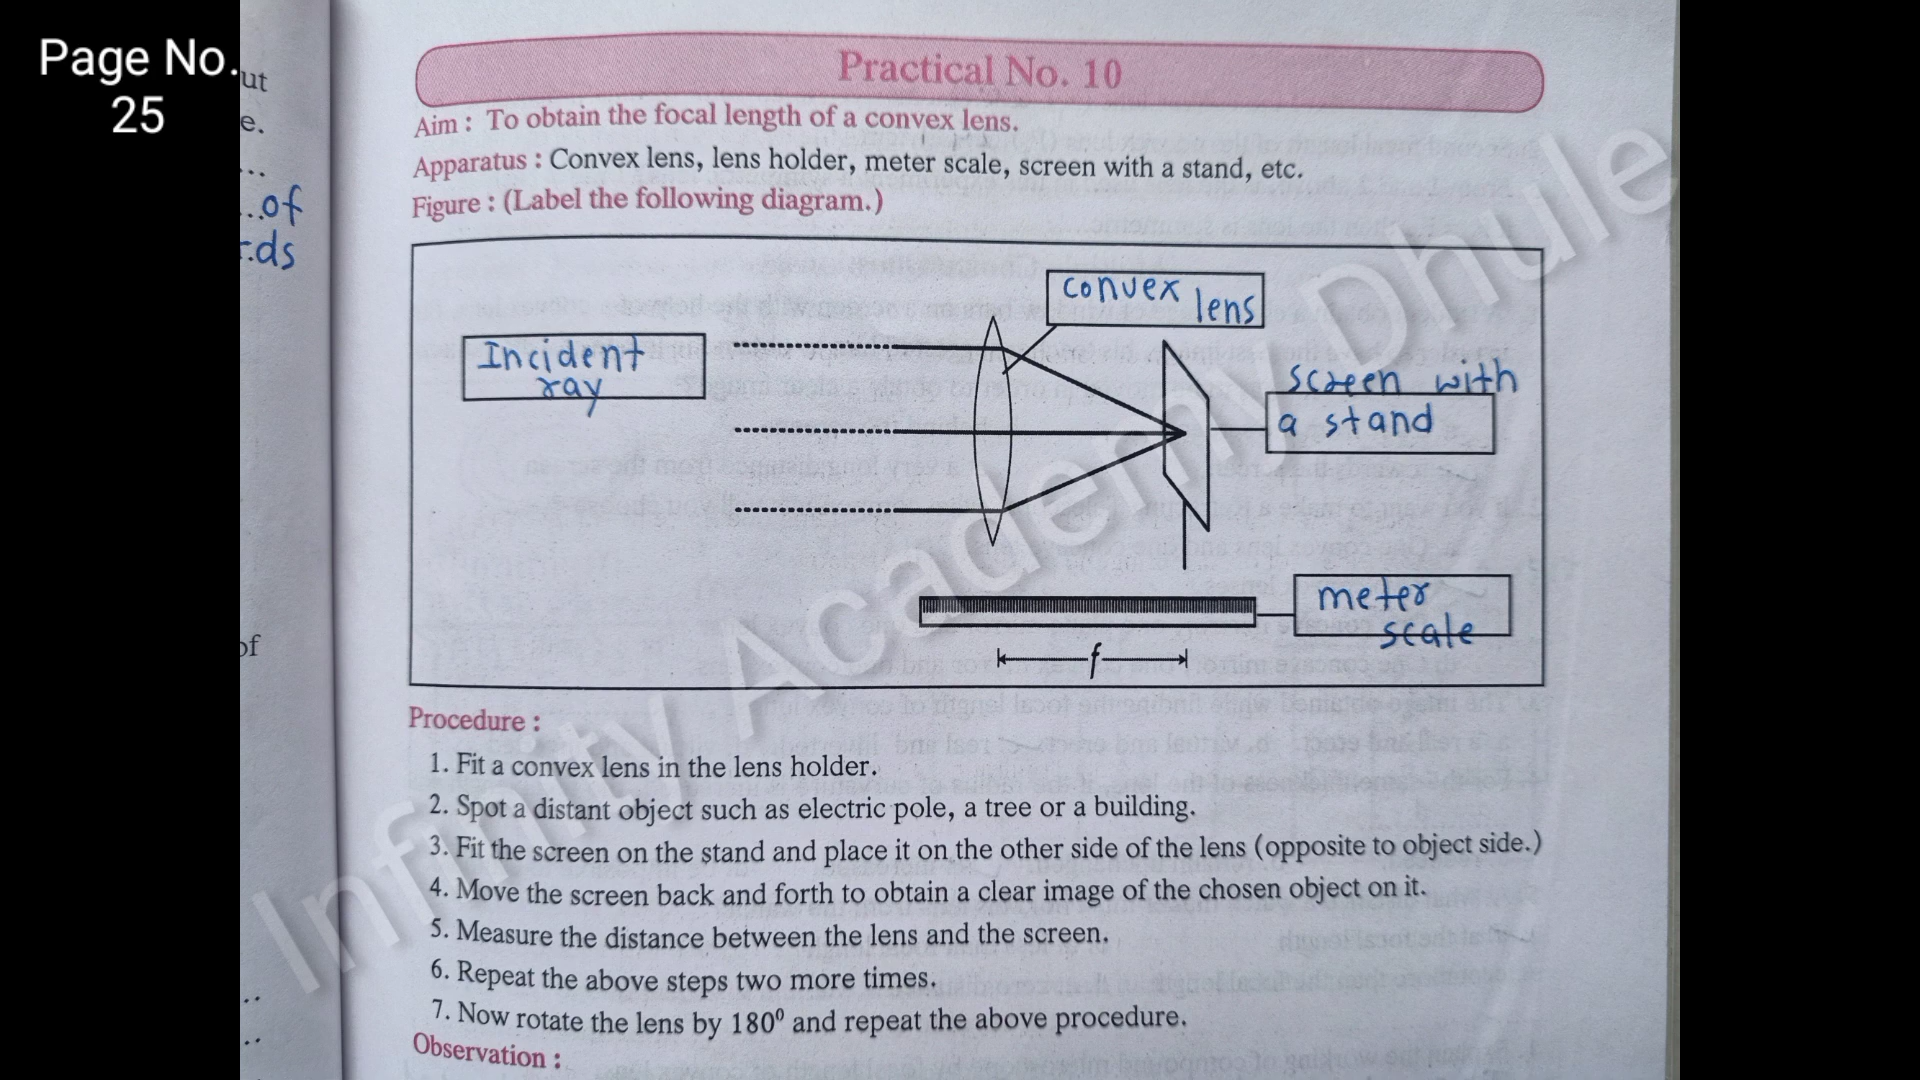 Page No.
25
ut
e.
...
...of
rds
of
..
..
Practical No. 10
Aim : To obtain the focal length of a convex lens.
Apparatus : Convex lens, lens holder, meter scale, screen with a stand, etc.
Figure : (Label the following diagram.)
convex lens
Incident
ray
screen with
a stand
meter
scale
f
Procedure :
1. Fit a convex lens in the lens holder.
2. Spot a distant object such as electric pole, a tree or a building.
3. Fit the screen on the stand and place it on the other side of the lens (opposite to object side.)
4. Move the screen back and forth to obtain a clear image of the chosen object on it.
5. Measure the distance between the lens and the screen.
6. Repeat the above steps two more times.
7. Now rotate the lens by 180⁰ and repeat the above procedure.
Observation :
Infinity Academy Dhule